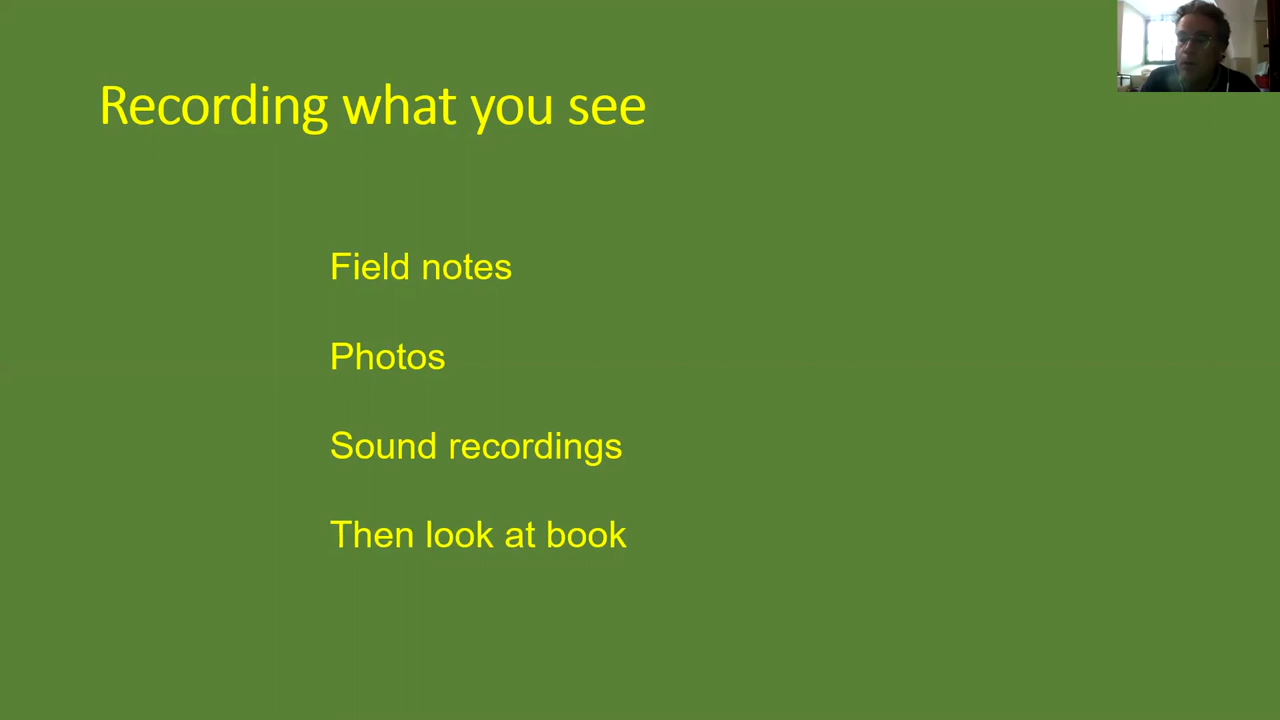 Recording what you see
Field notes
Photos
Sound recordings
Then look at book